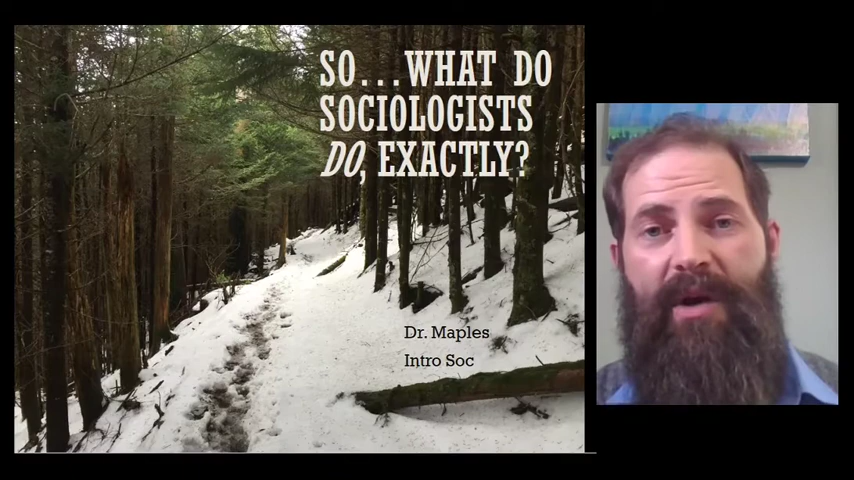 SO...WHAT DO
SOCIOLOGISTS
DO, EXACTLY?
Dr. Maples
Intro Soc